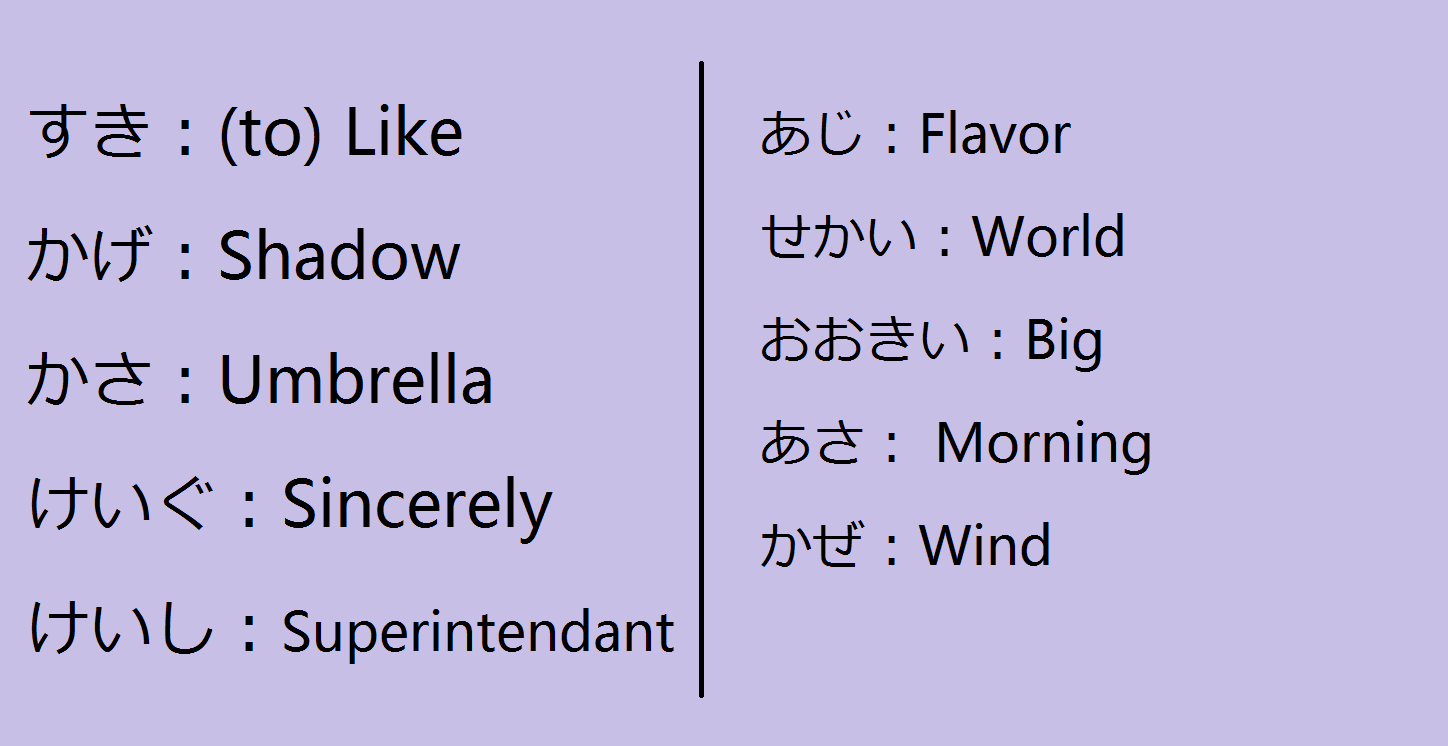 すき：(to) Like
かげ：Shadow
かさ：Umbrella
けいぐ：Sincerely
けいし：Superintendant
あじ：Flavor
せかい：World
おおきい：Big
あさ： Morning
かぜ：Wind